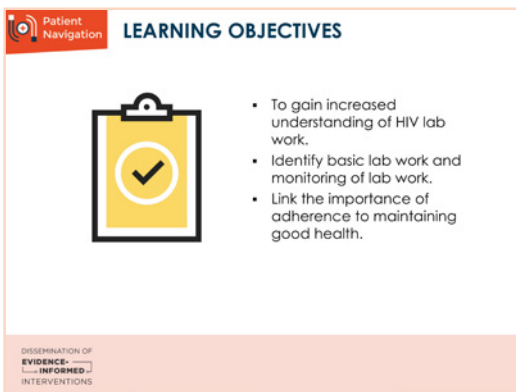 Patient
Navigation
LEARNING OBJECTIVES
▪ To gain increased
understanding of HIV lab
work.
▪ Identify basic lab work and
monitoring of lab work.
▪ Link the importance of
adherence to maintaining
good health.
DISSEMINATION OF
EVIDENCE-
INFORMED
INTERVENTIONS